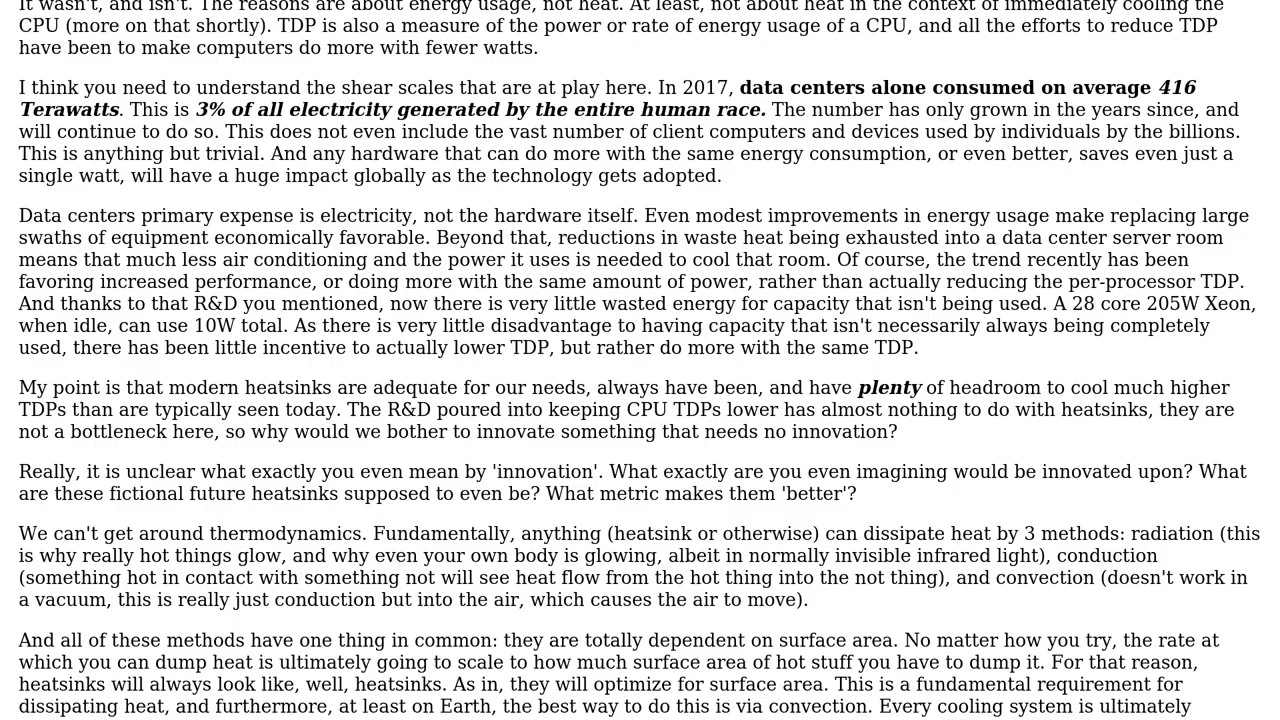 It wasn't, and isn't. The reasons are about energy usage, not heat. At least, not about heat in the context of immediately cooling the
CPU (more on that shortly). TDP is also a measure of the power or rate of energy usage of a CPU, and all the efforts to reduce TDP
have been to make computers do more with fewer watts.
I think you need to understand the shear scales that are at play here. In 2017, data centers alone consumed on average 416
Terawatts. This is 3% of all electricity generated by the entire human race. The number has only grown in the years since, and
will continue to do so. This does not even include the vast number of client computers and devices used by individuals by the billions.
This is anything but trivial. And any hardware that can do more with the same energy consumption, or even better, saves even just a
single watt, will have a huge impact globally as the technology gets adopted.
Data centers primary expense is electricity, not the hardware itself. Even modest improvements in energy usage make replacing large
swaths of equipment economically favorable. Beyond that, reductions in waste heat being exhausted into a data center server room
means that much less air conditioning and the power it uses is needed to cool that room. Of course, the trend recently has been
favoring increased performance, or doing more with the same amount of power, rather than actually reducing the per-processor TDP.
And thanks to that R&D you mentioned, now there is very little wasted energy for capacity that isn't being used. A 28 core 205W Xeon,
when idle, can use 10W total. As there is very little disadvantage to having capacity that isn't necessarily always being completely
used, there has been little incentive to actually lower TDP, but rather do more with the same TDP.
My point is that modern heatsinks are adequate for our needs, always have been, and have plenty of headroom to cool much higher
TDPs than are typically seen today. The R&D poured into keeping CPU TDPs lower has almost nothing to do with heatsinks, they are
not a bottleneck here, so why would we bother to innovate something that needs no innovation?
Really, it is unclear what exactly you even mean by 'innovation'. What exactly are you even imagining would be innovated upon? What
are these fictional future heatsinks supposed to even be? What metric makes them 'better'?
We can't get around thermodynamics. Fundamentally, anything (heatsink or otherwise) can dissipate heat by 3 methods: radiation (this
is why really hot things glow, and why even your own body is glowing, albeit in normally invisible infrared light), conduction
(something hot in contact with something not will see heat flow from the hot thing into the not thing), and convection (doesn't work in
a vacuum, this is really just conduction but into the air, which causes the air to move).
And all of these methods have one thing in common: they are totally dependent on surface area. No matter how you try, the rate at
which you can dump heat is ultimately going to scale to how much surface area of hot stuff you have to dump it. For that reason,
heatsinks will always look like, well, heatsinks. As in, they will optimize for surface area. This is a fundamental requirement for
dissipating heat, and furthermore, at least on Earth, the best way to do this is via convection. Every cooling system is ultimately